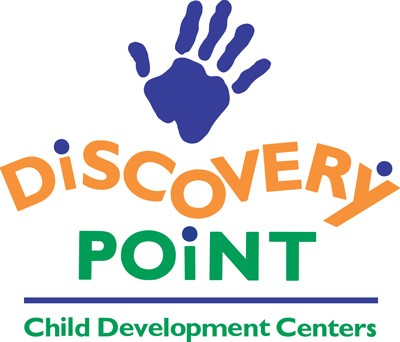 DiSCOVERy
POiNT
Child Development Centers